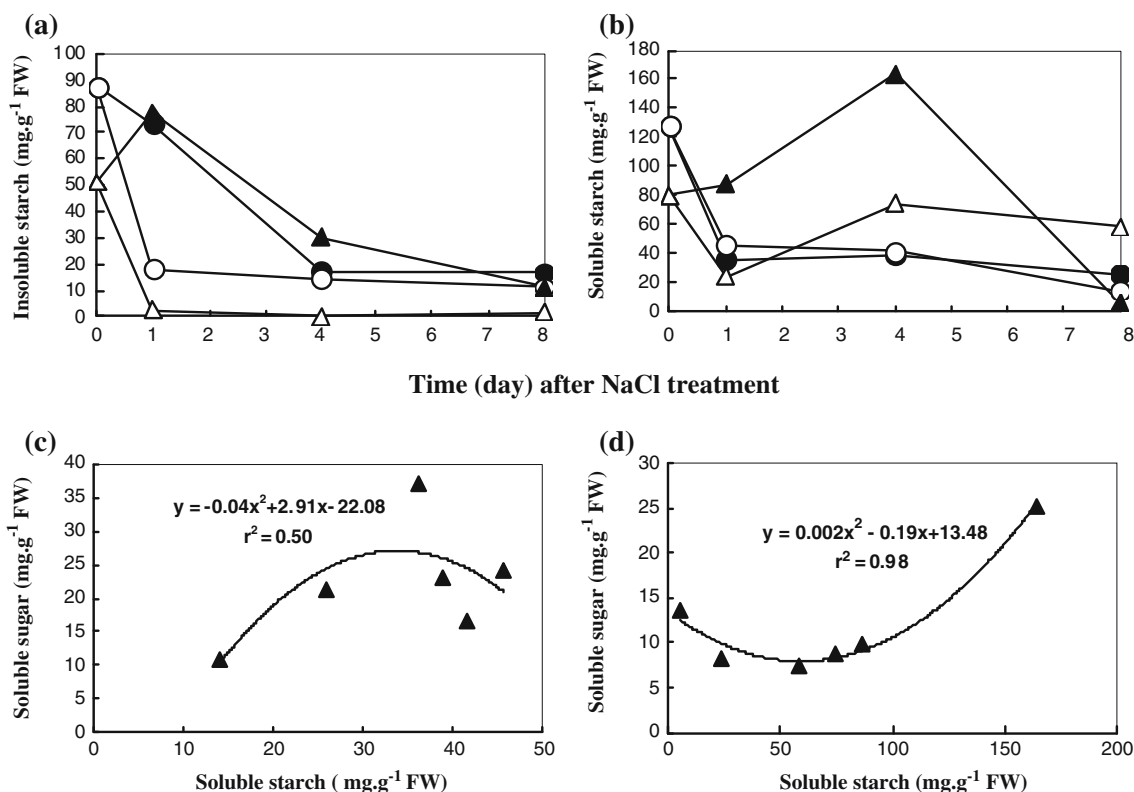 (a)
Insoluble starch (mg.g⁻¹ FW)
100
90
80
70
60
50
40
30
20
10
0
0 1 2 3 4 5 6 7 8
(b)
Soluble starch (mg.g⁻¹ FW)
180
160
140
120
100
80
60
40
20
0
0 1 2 3 4 5 6 7 8
Time (day) after NaCl treatment
(c)
Soluble sugar (mg.g⁻¹ FW)
40
35
30
25
20
15
10
5
0
y = -0.04x²+2.91x-22.08
r² = 0.50
0 10 20 30 40 50
Soluble starch ( mg.g⁻¹ FW)
(d)
Soluble sugar (mg.g⁻¹ FW)
30
25
20
15
10
5
0
y = 0.002x² - 0.19x+13.48
r² = 0.98
0 50 100 150 200
Soluble starch (mg.g⁻¹ FW)